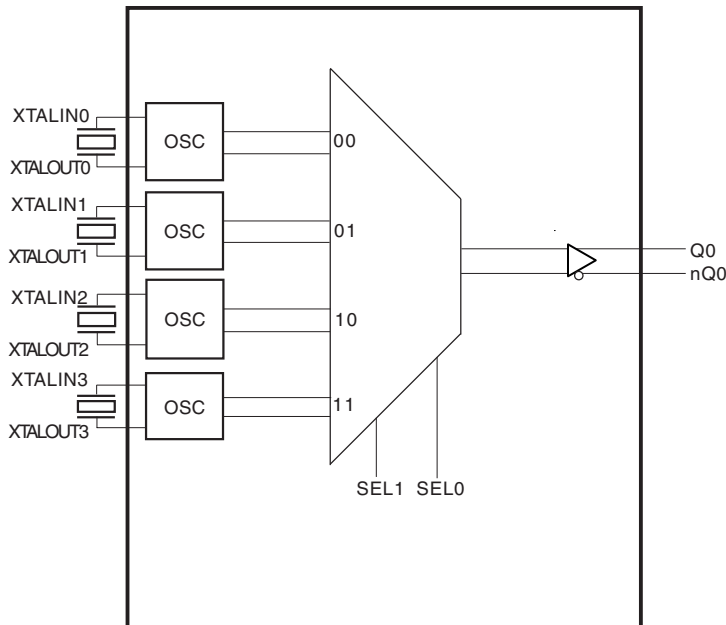 XTALIN0
OSC
00
XTALOUT0
XTALIN1
OSC
01
XTALOUT1
Q0
nQ0
XTALIN2
OSC
10
XTALOUT2
XTALIN3
OSC
11
XTALOUT3
SEL1 SEL0